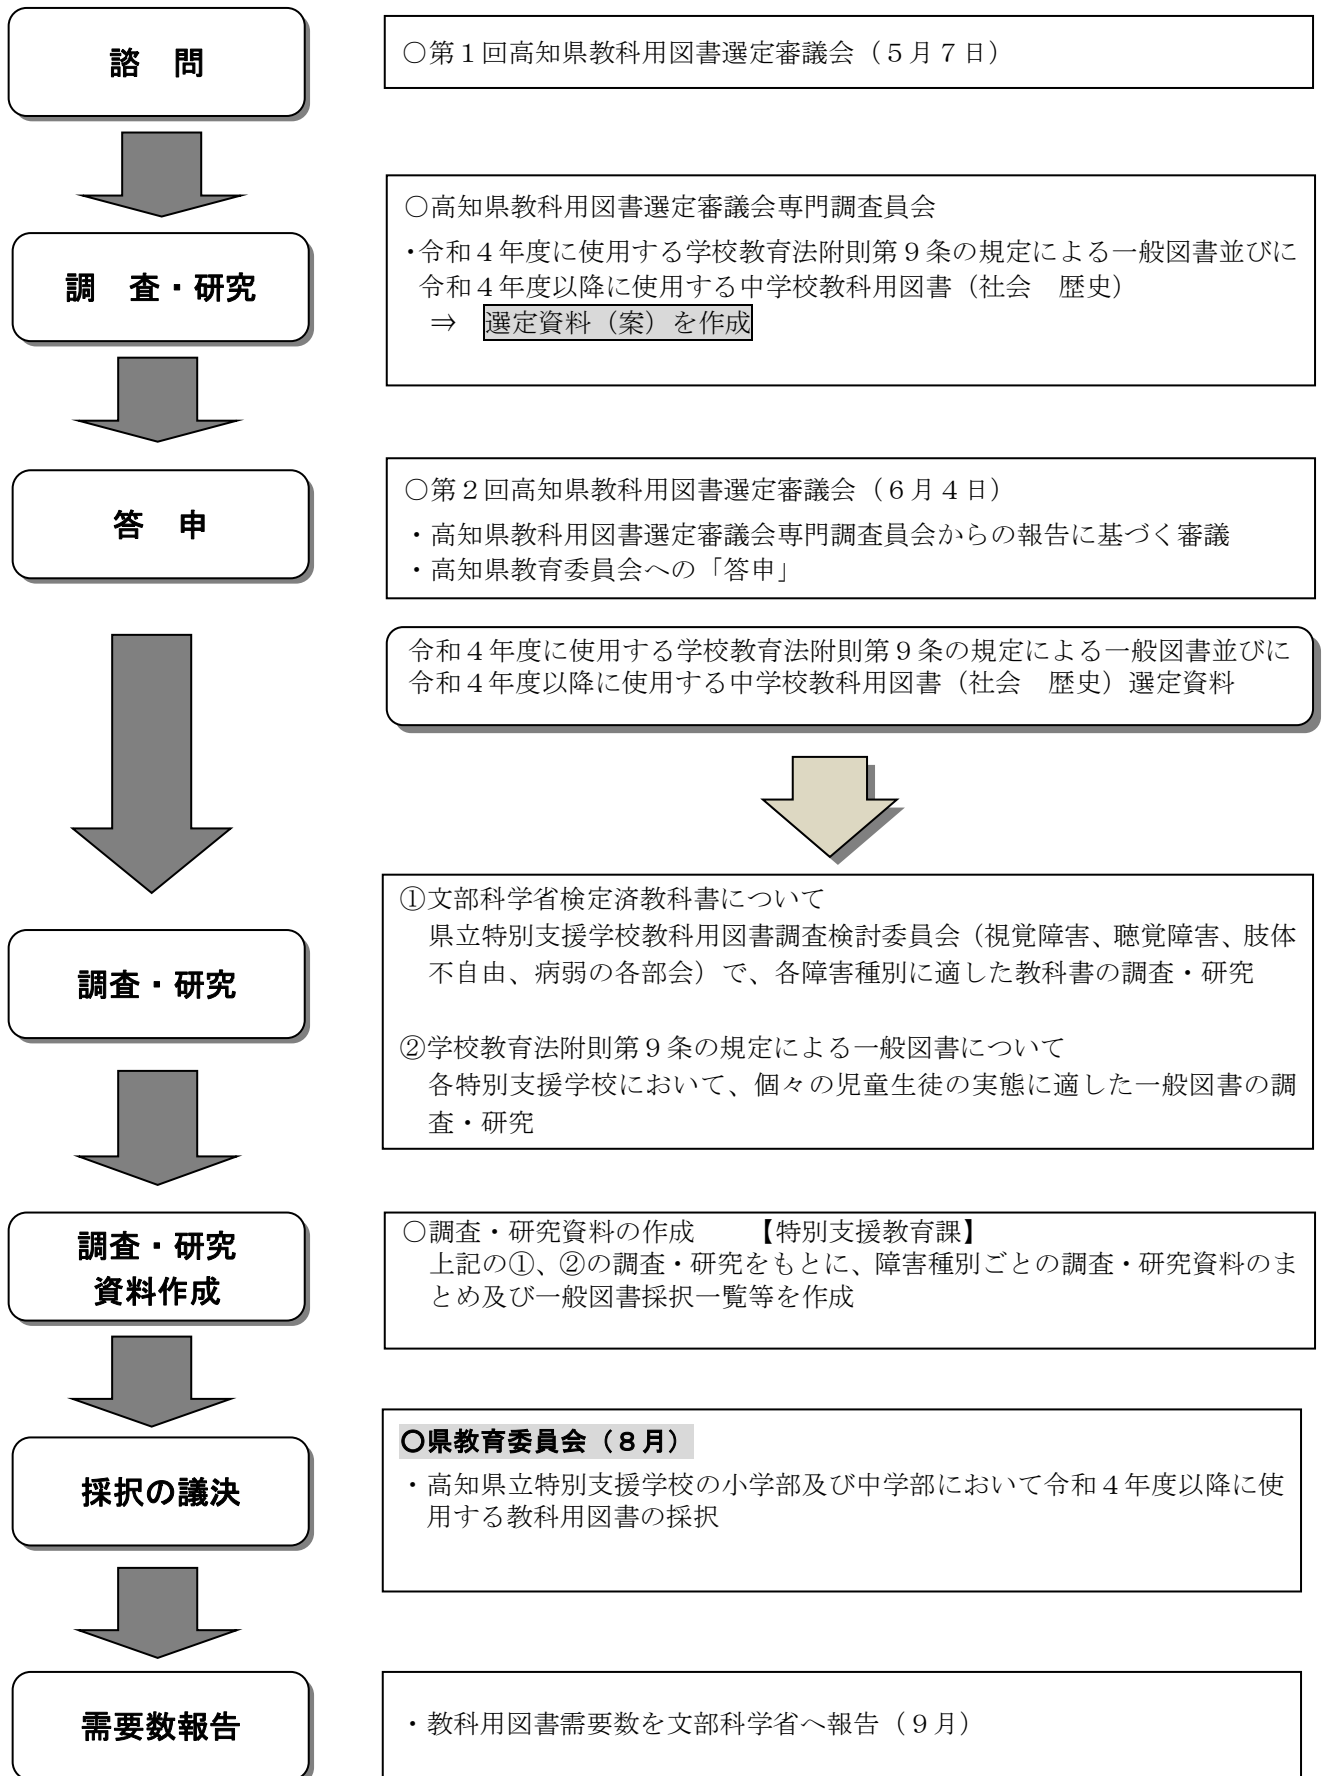 諮　問
○第１回高知県教科用図書選定審議会（５月７日）
調　査・研究
○高知県教科用図書選定審議会専門調査員会
・令和４年度に使用する学校教育法附則第９条の規定による一般図書並びに
令和４年度以降に使用する中学校教科用図書（社会　歴史）
⇒　選定資料（案）を作成
答　申
○第２回高知県教科用図書選定審議会（６月４日）
・高知県教科用図書選定審議会専門調査員会からの報告に基づく審議
・高知県教育委員会への「答申」
令和４年度に使用する学校教育法附則第９条の規定による一般図書並びに
令和４年度以降に使用する中学校教科用図書（社会　歴史）選定資料
調査・研究
①文部科学省検定済教科書について
県立特別支援学校教科用図書調査検討委員会（視覚障害、聴覚障害、肢体
不自由、病弱の各部会）で、各障害種別に適した教科書の調査・研究
②学校教育法附則第９条の規定による一般図書について
各特別支援学校において、個々の児童生徒の実態に適した一般図書の調
査・研究
調査・研究
資料作成
○調査・研究資料の作成　　【特別支援教育課】
上記の①、②の調査・研究をもとに、障害種別ごとの調査・研究資料のま
とめ及び一般図書採択一覧等を作成
採択の議決
○県教育委員会（８月）
・高知県立特別支援学校の小学部及び中学部において令和４年度以降に使
用する教科用図書の採択
需要数報告
・教科用図書需要数を文部科学省へ報告（９月）